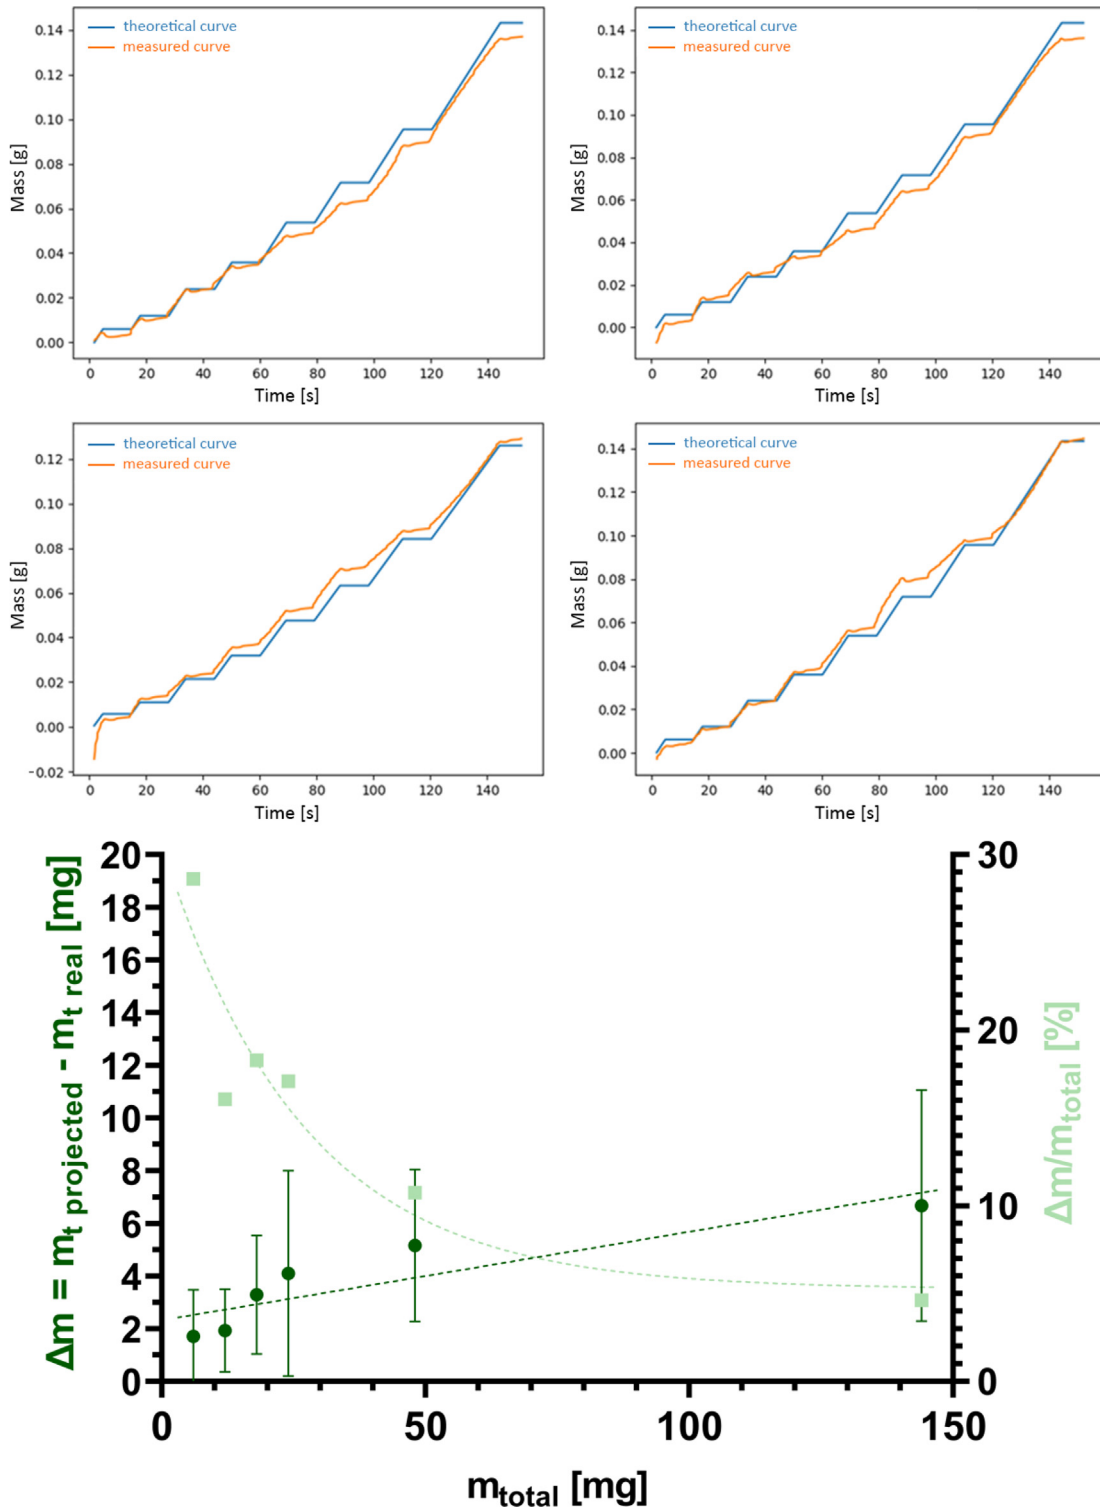 theoretical curve
measured curve
Mass [g]
0.14
0.12
0.10
0.08
0.06
0.04
0.02
0.00
0 20 40 60 80 100 120 140
Time [s]
theoretical curve
measured curve
Mass [g]
0.14
0.12
0.10
0.08
0.06
0.04
0.02
0.00
0 20 40 60 80 100 120 140
Time [s]
theoretical curve
measured curve
Mass [g]
0.12
0.10
0.08
0.06
0.04
0.02
0.00
-0.02
0 20 40 60 80 100 120 140
Time [s]
theoretical curve
measured curve
Mass [g]
0.14
0.12
0.10
0.08
0.06
0.04
0.02
0.00
0 20 40 60 80 100 120 140
Time [s]
Δm = mt projected - mt real [mg]
20
18
16
14
12
10
8
6
4
2
0
30
20
10
0
Δm/mtotal [%]
0 50 100 150
mtotal [mg]